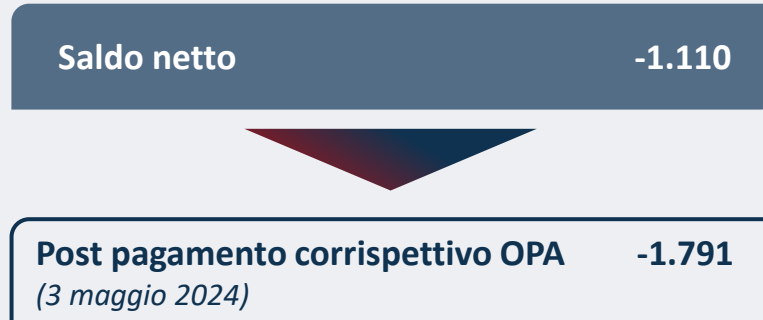 Saldo netto -1.110
Post pagamento corrispettivo OPA -1.791
(3 maggio 2024)